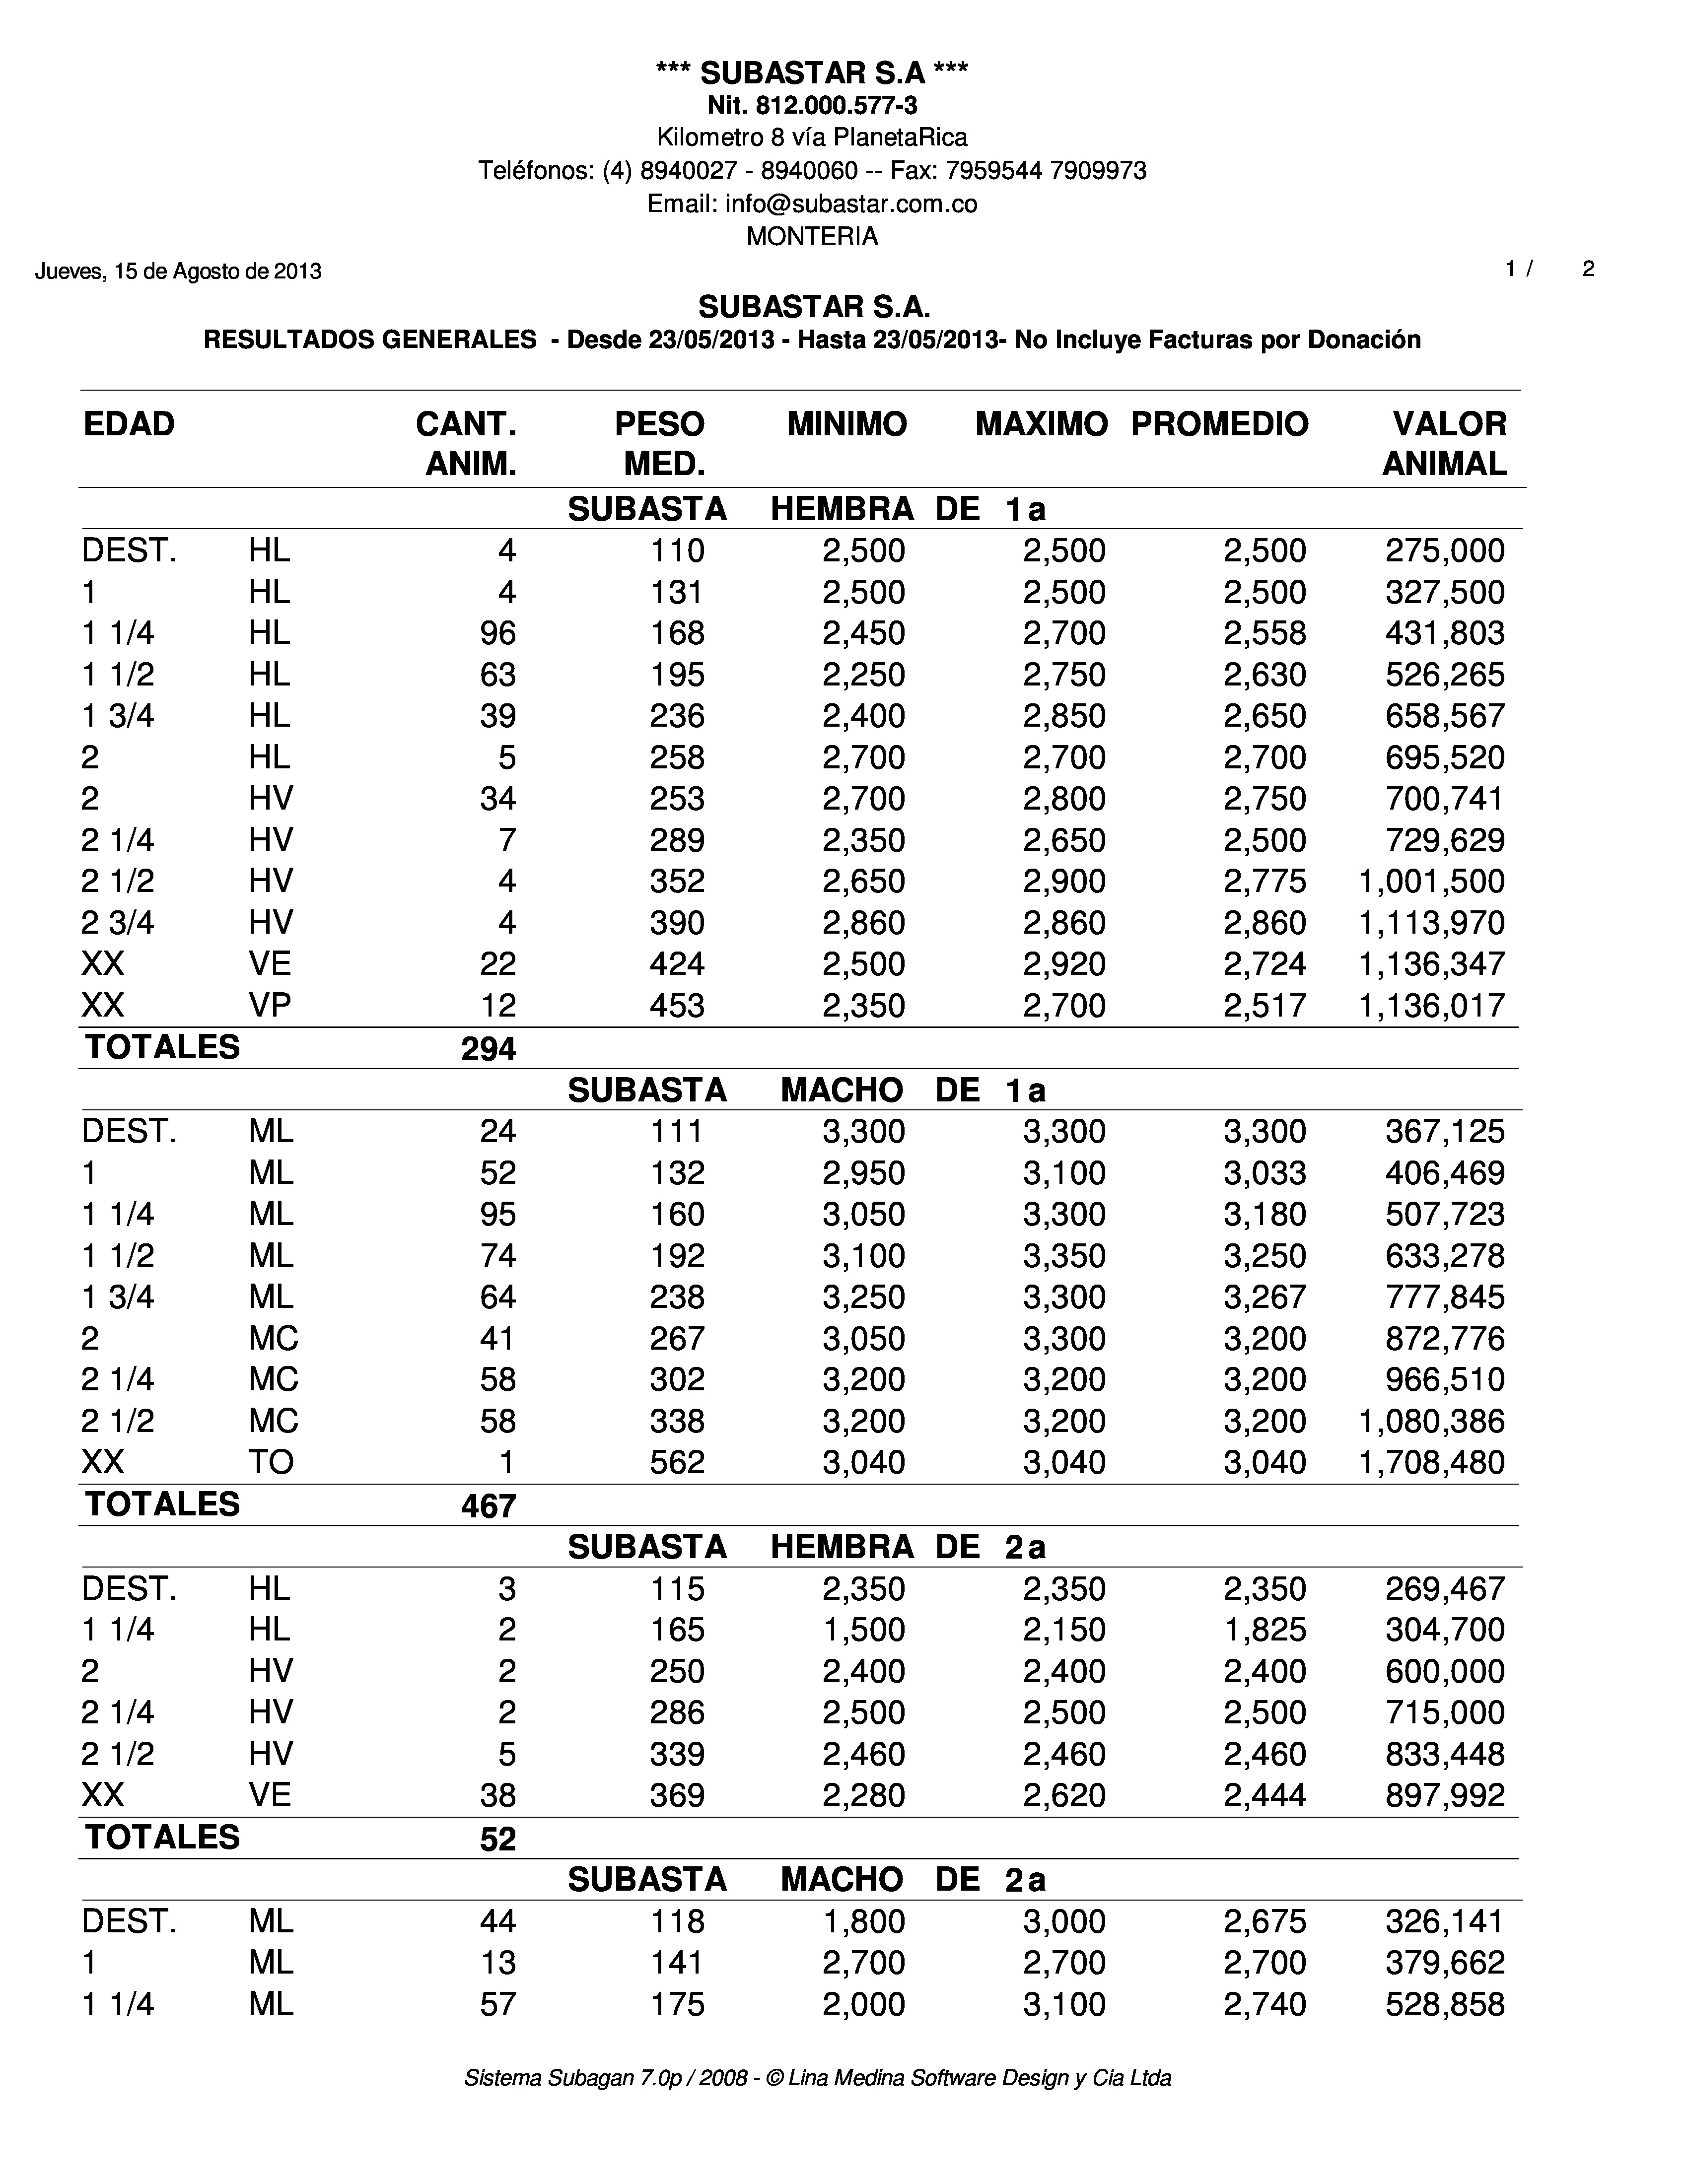 *** SUBASTAR S.A ***
Nit. 812.000.577-3
Kilometro 8 vía PlanetaRica
Teléfonos: (4) 8940027 - 8940060 -- Fax: 7959544 7909973
Email: info@subastar.com.co
MONTERIA
Jueves, 15 de Agosto de 2013 1 / 2
SUBASTAR S.A.
RESULTADOS GENERALES - Desde 23/05/2013 - Hasta 23/05/2013- No Incluye Facturas por Donación
EDAD CANT. PESO MINIMO MAXIMO PROMEDIO VALOR
ANIM. MED. ANIMAL
SUBASTA HEMBRA DE 1a
DEST. HL 4 110 2,500 2,500 2,500 275,000
1 HL 4 131 2,500 2,500 2,500 327,500
1 1/4 HL 96 168 2,450 2,700 2,558 431,803
1 1/2 HL 63 195 2,250 2,750 2,630 526,265
1 3/4 HL 39 236 2,400 2,850 2,650 658,567
2 HL 5 258 2,700 2,700 2,700 695,520
2 HV 34 253 2,700 2,800 2,750 700,741
2 1/4 HV 7 289 2,350 2,650 2,500 729,629
2 1/2 HV 4 352 2,650 2,900 2,775 1,001,500
2 3/4 HV 4 390 2,860 2,860 2,860 1,113,970
XX VE 22 424 2,500 2,920 2,724 1,136,347
XX VP 12 453 2,350 2,700 2,517 1,136,017
TOTALES 294
SUBASTA MACHO DE 1a
DEST. ML 24 111 3,300 3,300 3,300 367,125
1 ML 52 132 2,950 3,100 3,033 406,469
1 1/4 ML 95 160 3,050 3,300 3,180 507,723
1 1/2 ML 74 192 3,100 3,350 3,250 633,278
1 3/4 ML 64 238 3,250 3,300 3,267 777,845
2 MC 41 267 3,050 3,300 3,200 872,776
2 1/4 MC 58 302 3,200 3,200 3,200 966,510
2 1/2 MC 58 338 3,200 3,200 3,200 1,080,386
XX TO 1 562 3,040 3,040 3,040 1,708,480
TOTALES 467
SUBASTA HEMBRA DE 2a
DEST. HL 3 115 2,350 2,350 2,350 269,467
1 1/4 HL 2 165 1,500 2,150 1,825 304,700
2 HV 2 250 2,400 2,400 2,400 600,000
2 1/4 HV 2 286 2,500 2,500 2,500 715,000
2 1/2 HV 5 339 2,460 2,460 2,460 833,448
XX VE 38 369 2,280 2,620 2,444 897,992
TOTALES 52
SUBASTA MACHO DE 2a
DEST. ML 44 118 1,800 3,000 2,675 326,141
1 ML 13 141 2,700 2,700 2,700 379,662
1 1/4 ML 57 175 2,000 3,100 2,740 528,858
Sistema Subagan 7.0p / 2008 - © Lina Medina Software Design y Cia Ltda